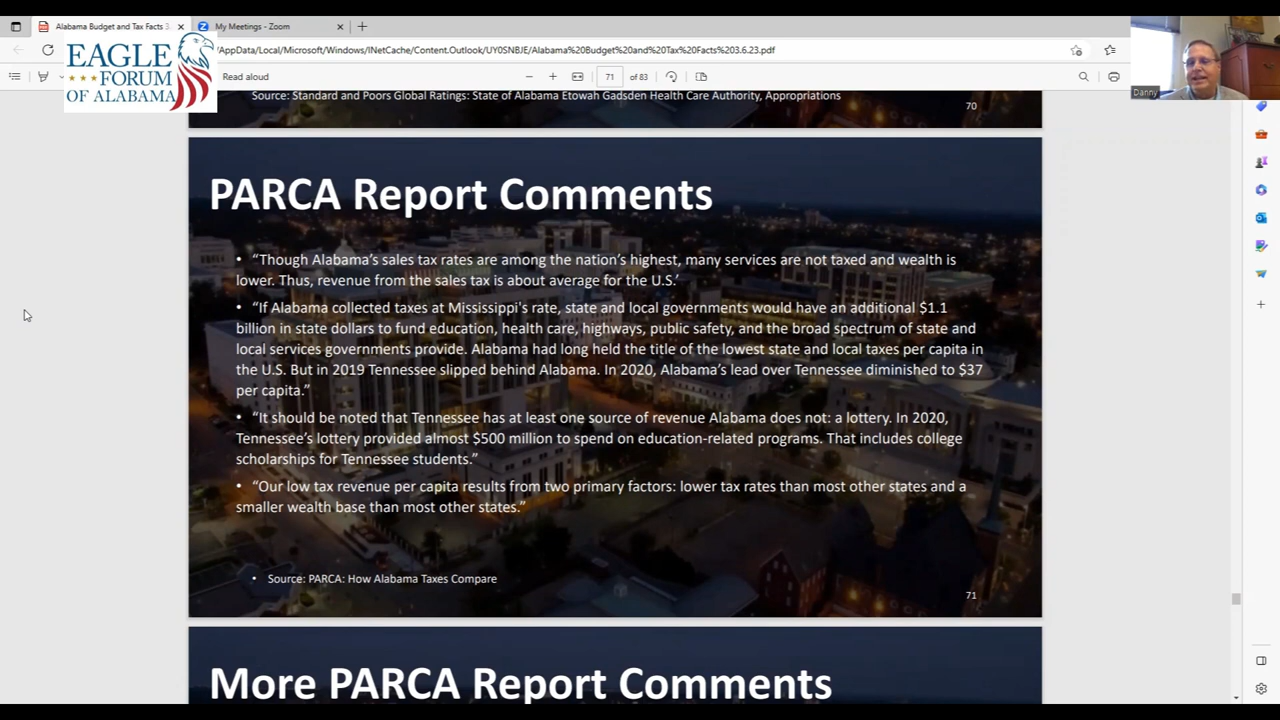 Alabama Budget and Tax Facts 3.
My Meetings - Zoom
EAGLE
FORUM
OF ALABAMA
/AppData/Local/Microsoft/Windows/INetCache/Content.Outlook/UY0SNBJE/Alabama%20Budget%20and%20Tax%20Facts%203.6.23.pdf
Read aloud
71 of 83
Danny
Source: Standard and Poors Global Ratings: State of Alabama Etowah Gadsden Health Care Authority, Appropriations
70
PARCA Report Comments
• “Though Alabama’s sales tax rates are among the nation’s highest, many services are not taxed and wealth is
lower. Thus, revenue from the sales tax is about average for the U.S.’
• “If Alabama collected taxes at Mississippi's rate, state and local governments would have an additional $1.1
billion in state dollars to fund education, health care, highways, public safety, and the broad spectrum of state and
local services governments provide. Alabama had long held the title of the lowest state and local taxes per capita in
the U.S. But in 2019 Tennessee slipped behind Alabama. In 2020, Alabama’s lead over Tennessee diminished to $37
per capita.”
• “It should be noted that Tennessee has at least one source of revenue Alabama does not: a lottery. In 2020,
Tennessee’s lottery provided almost $500 million to spend on education-related programs. That includes college
scholarships for Tennessee students.”
• “Our low tax revenue per capita results from two primary factors: lower tax rates than most other states and a
smaller wealth base than most other states.”
• Source: PARCA: How Alabama Taxes Compare
71
More PARCA Report Comments